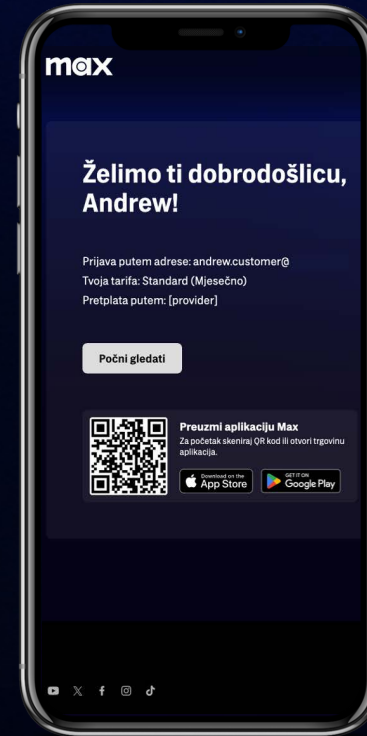 max
Želimo ti dobrodošlicu,
Andrew!
Prijava putem adrese: andrew.customer@
Tvoja tarifa: Standard (Mjesečno)
Pretplata putem: [provider]
Počni gledati
Preuzmi aplikaciju Max
Za početak skeniraj QR kod ili otvori trgovinu
aplikacija.
Download on the
App Store
GET IT ON
Google Play